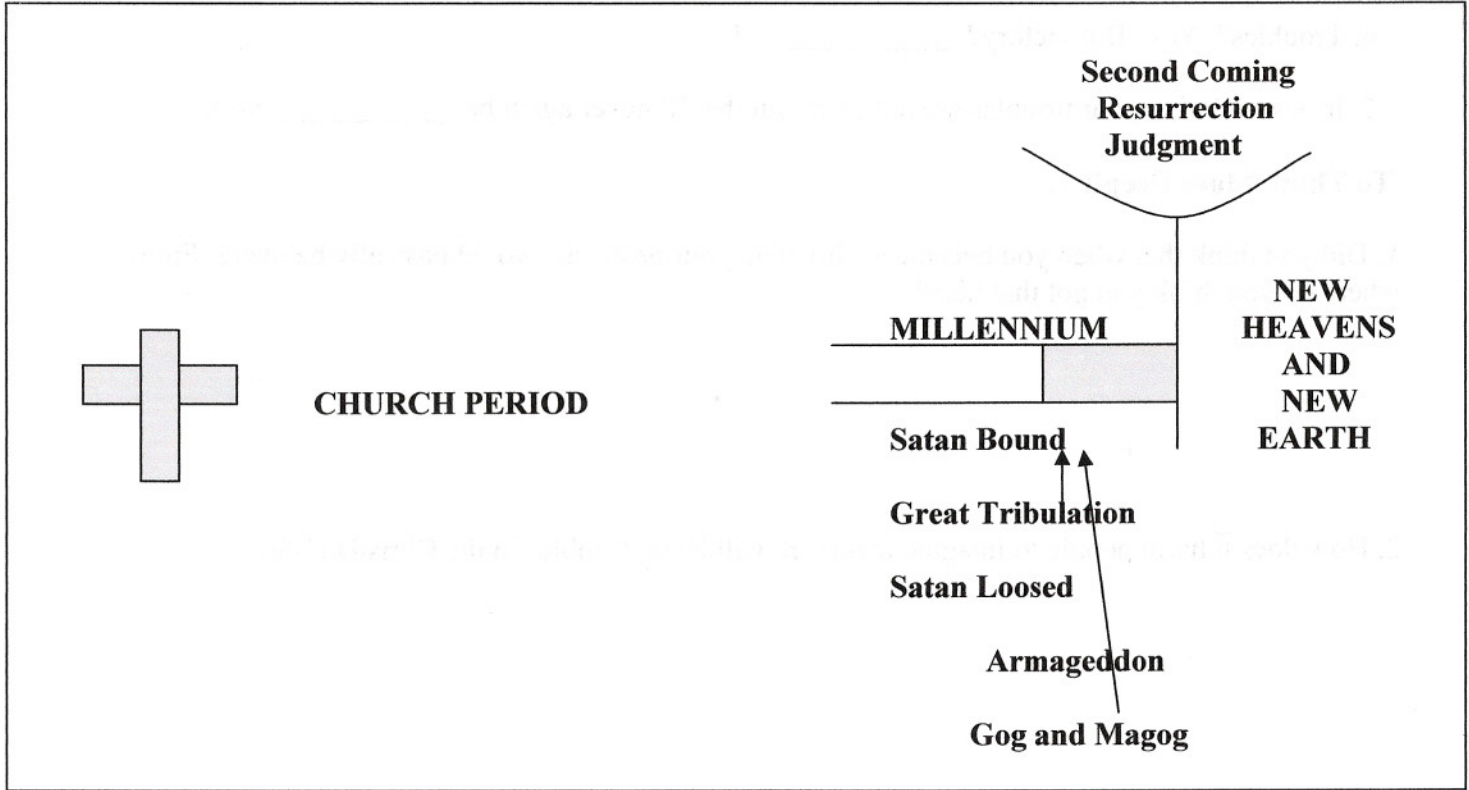 Second Coming
Resurrection
Judgment
NEW
HEAVENS
AND
NEW
EARTH
MILLENNIUM
CHURCH PERIOD
Satan Bound
Great Tribulation
Satan Loosed
Armageddon
Gog and Magog